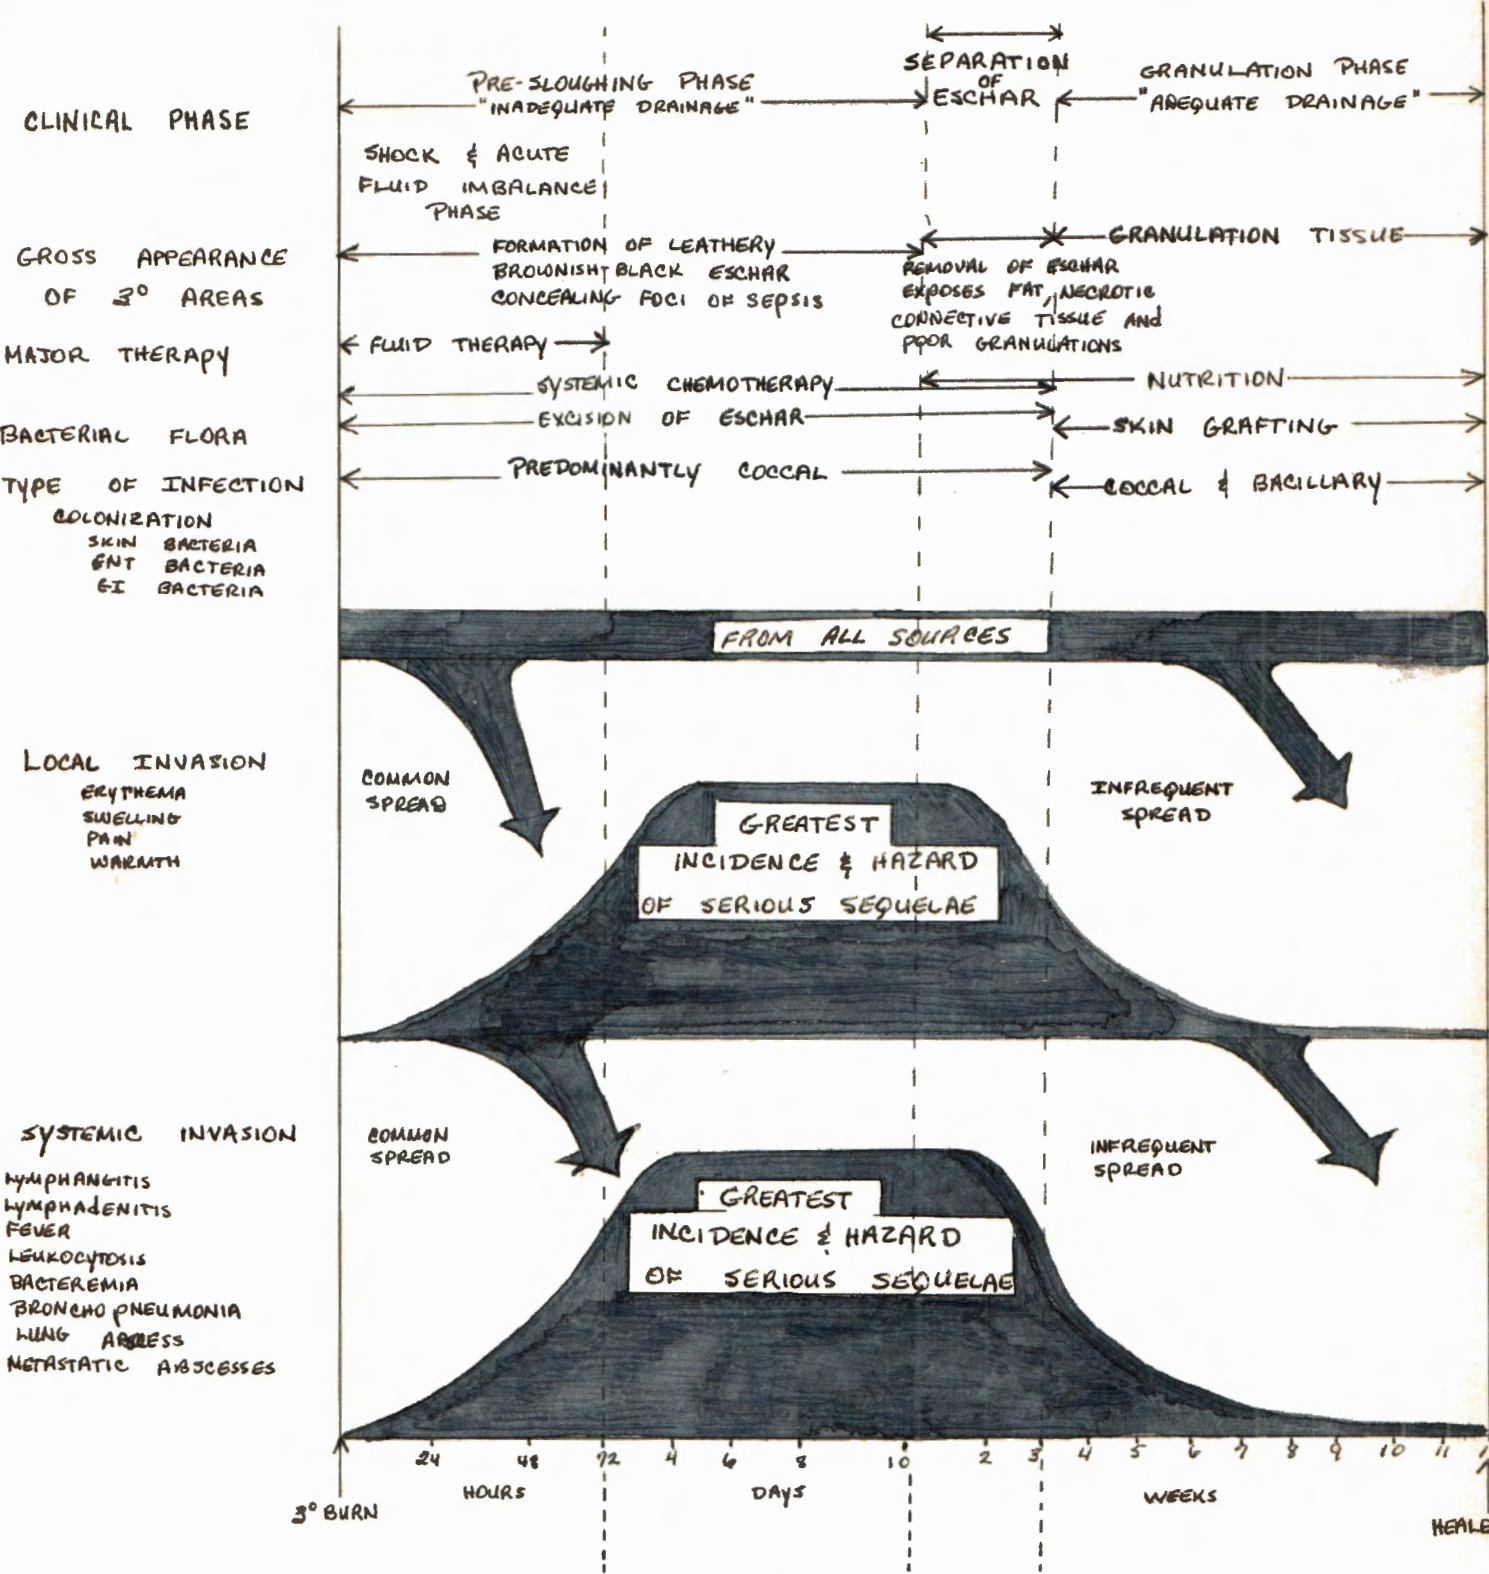 SEPARATION
OF
ESCHAR
PRE-SLOUGHING PHASE
"INADEQUATE DRAINAGE"
GRANULATION PHASE
"ADEQUATE DRAINAGE"
CLINICAL PHASE
SHOCK & ACUTE
FLUID IMBALANCE
PHASE
GROSS APPEARANCE
OF 3° AREAS
FORMATION OF LEATHERY
BROWNISH-BLACK ESCHAR
CONCEALING FOCI OF SEPSIS
GRANULATION TISSUE
REMOVAL OF ESCHAR
EXPOSES FAT, NECROTIC
CONNECTIVE TISSUE AND
POOR GRANULATIONS
MAJOR THERAPY
FLUID THERAPY
SYSTEMIC CHEMOTHERAPY
NUTRITION
EXCISION OF ESCHAR
SKIN GRAFTING
BACTERIAL FLORA
PREDOMINANTLY COCCAL
COCCAL & BACILLARY
TYPE OF INFECTION
COLONIZATION
SKIN BACTERIA
ENT BACTERIA
GI BACTERIA
FROM ALL SOURCES
LOCAL INVASION
ERYTHEMA
SWELLING
PAIN
WARMTH
COMMON
SPREAD
INFREQUENT
SPREAD
GREATEST
INCIDENCE & HAZARD
OF SERIOUS SEQUELAE
SYSTEMIC INVASION
LYMPHANGITIS
LYMPHADENITIS
FEVER
LEUKOCYTOSIS
BACTEREMIA
BRONCHOPNEUMONIA
LUNG
METASTATIC ABSCESSES
COMMON
SPREAD
INFREQUENT
SPREAD
GREATEST
INCIDENCE & HAZARD
OF SERIOUS SEQUELAE
24 48 72 4 6 8 10 2 3 4 5 6 7 8 9 10 11
HOURS DAYS WEEKS
3° BURN
HEALE